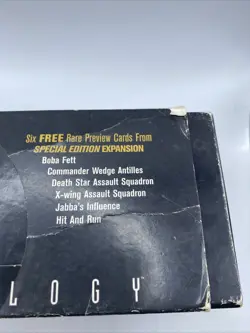 Six FREE Rare Preview Cards From
SPECIAL EDITION EXPANSION
Boba Fett
Commander Wedge Antilles
Death Star Assault Squadron
X-wing Assault Squadron
Jabba's Influence
Hit And Run
LOGY™